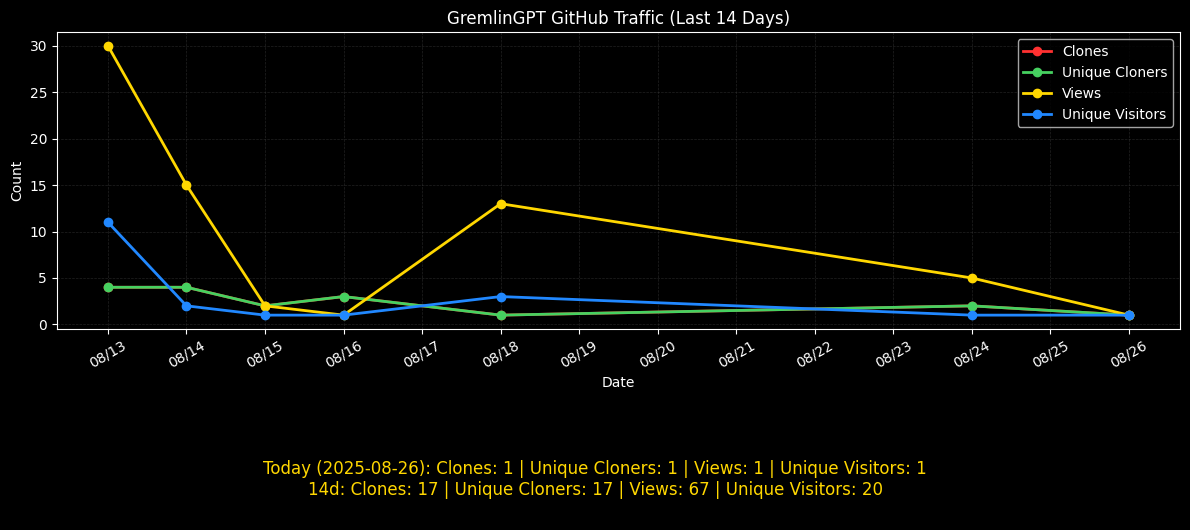 GremlinGPT GitHub Traffic (Last 14 Days)
Clones
Unique Cloners
Views
Unique Visitors
Count
30
25
20
15
10
5
0
08/13 08/14 08/15 08/16 08/17 08/18 08/19 08/20 08/21 08/22 08/23 08/24 08/25 08/26
Date
Today (2025-08-26): Clones: 1 | Unique Cloners: 1 | Views: 1 | Unique Visitors: 1
14d: Clones: 17 | Unique Cloners: 17 | Views: 67 | Unique Visitors: 20